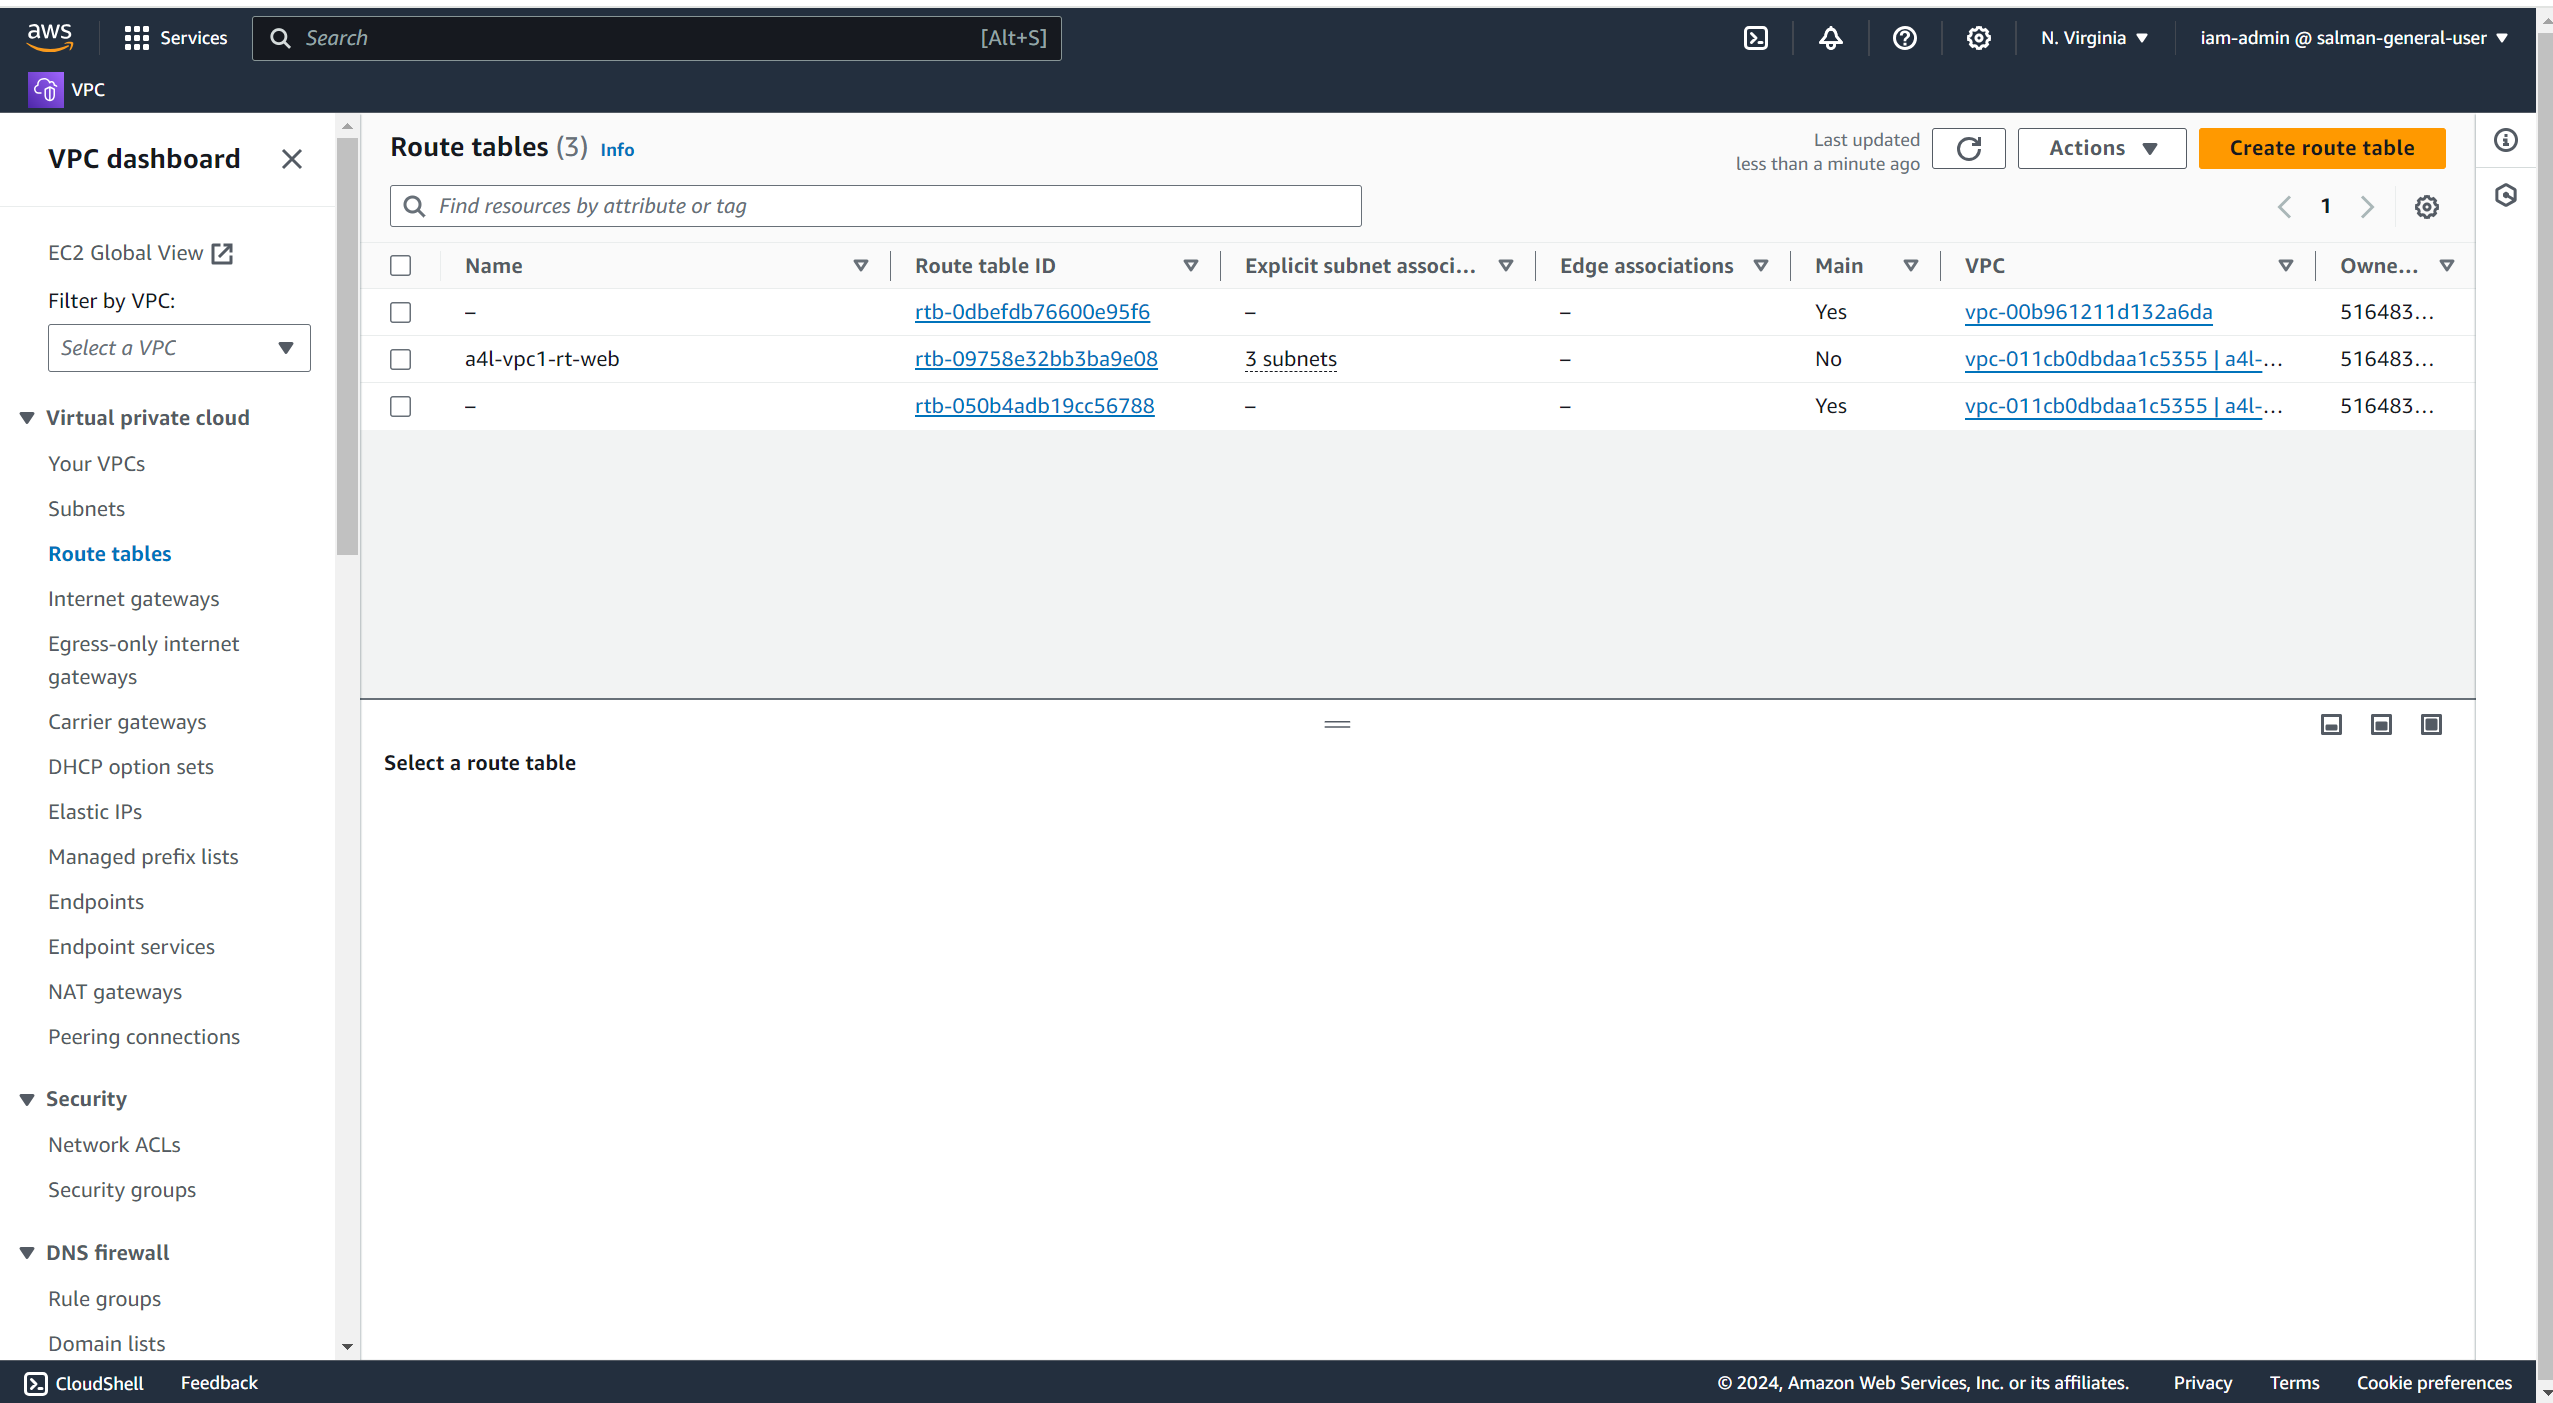 aws
Services
Search
[Alt+S]
N. Virginia
iam-admin @ salman-general-user
VPC
VPC dashboard
EC2 Global View
Filter by VPC:
Select a VPC
Virtual private cloud
Your VPCs
Subnets
Route tables
Internet gateways
Egress-only internet
gateways
Carrier gateways
DHCP option sets
Elastic IPs
Managed prefix lists
Endpoints
Endpoint services
NAT gateways
Peering connections
Security
Network ACLs
Security groups
DNS firewall
Rule groups
Domain lists
Route tables (3) Info
Last updated
less than a minute ago
Actions
Create route table
Find resources by attribute or tag
1
Name Route table ID Explicit subnet associ... Edge associations Main VPC Owne...
– rtb-0dbefdb76600e95f6 – – Yes vpc-00b961211d132a6da 516483...
a4l-vpc1-rt-web rtb-09758e32bb3ba9e08 3 subnets – No vpc-011cb0dbdaa1c5355 | a4l-... 516483...
– rtb-050b4adb19cc56788 – – Yes vpc-011cb0dbdaa1c5355 | a4l-... 516483...
Select a route table
CloudShell
Feedback
© 2024, Amazon Web Services, Inc. or its affiliates.
Privacy
Terms
Cookie preferences